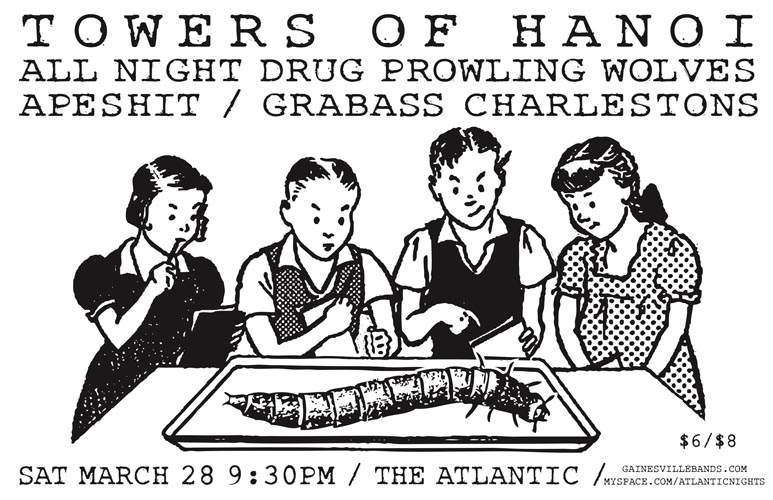 TOWERS OF HANOI
ALL NIGHT DRUG PROWLING WOLVES
APESHIT / GRABASS CHARLESTONS
$6/$8
SAT MARCH 28 9:30PM / THE ATLANTIC /
GAINESVILLEBANDS.COM
MYSPACE.COM/ATLANTICNIGHTS